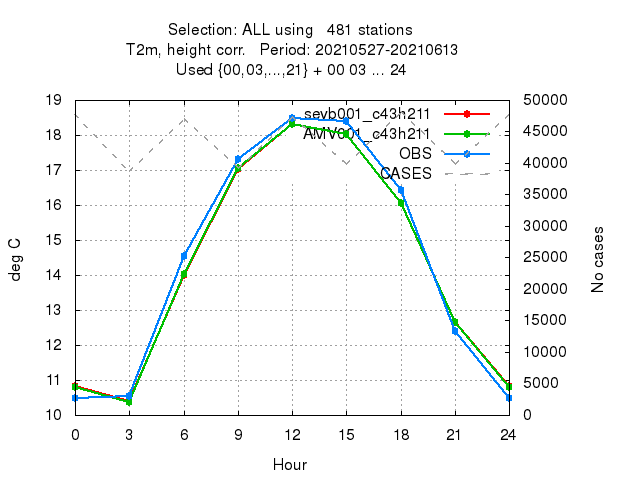 Selection: ALL using   481 stations
T2m, height corr.   Period: 20210527-20210613
Used {00,03,...,21} + 00 03 ... 24
sevb001_c43h211
AMV001_c43h211
OBS
CASES
19
18
17
16
15
14
13
12
11
10
50000
45000
40000
35000
30000
25000
20000
15000
10000
5000
0
deg C
No cases
0 3 6 9 12 15 18 21 24
Hour